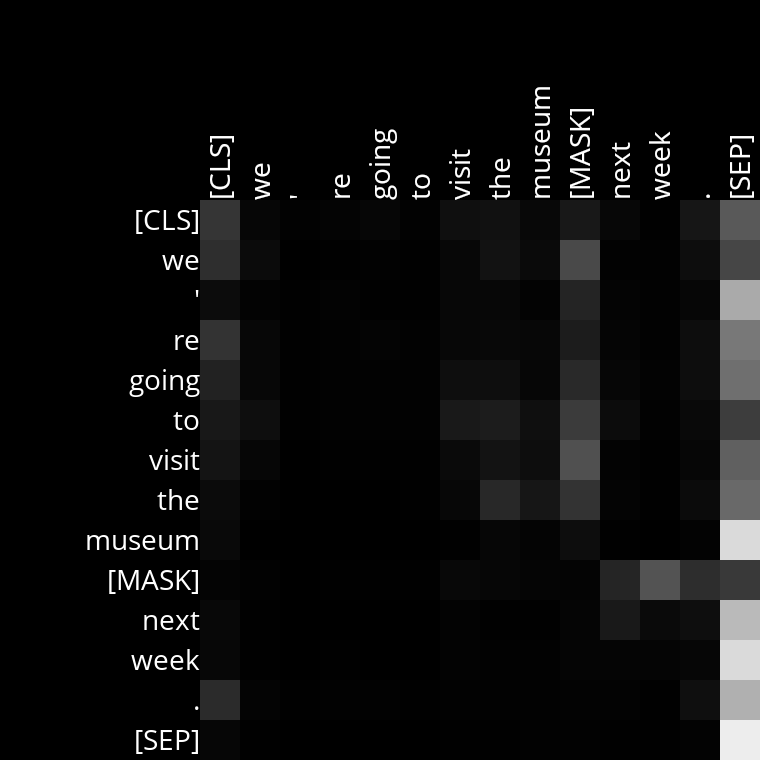 [CLS] we ' re going to visit the museum [MASK] next week . [SEP]
[CLS]
we
'
re
going
to
visit
the
museum
[MASK]
next
week
.
[SEP]